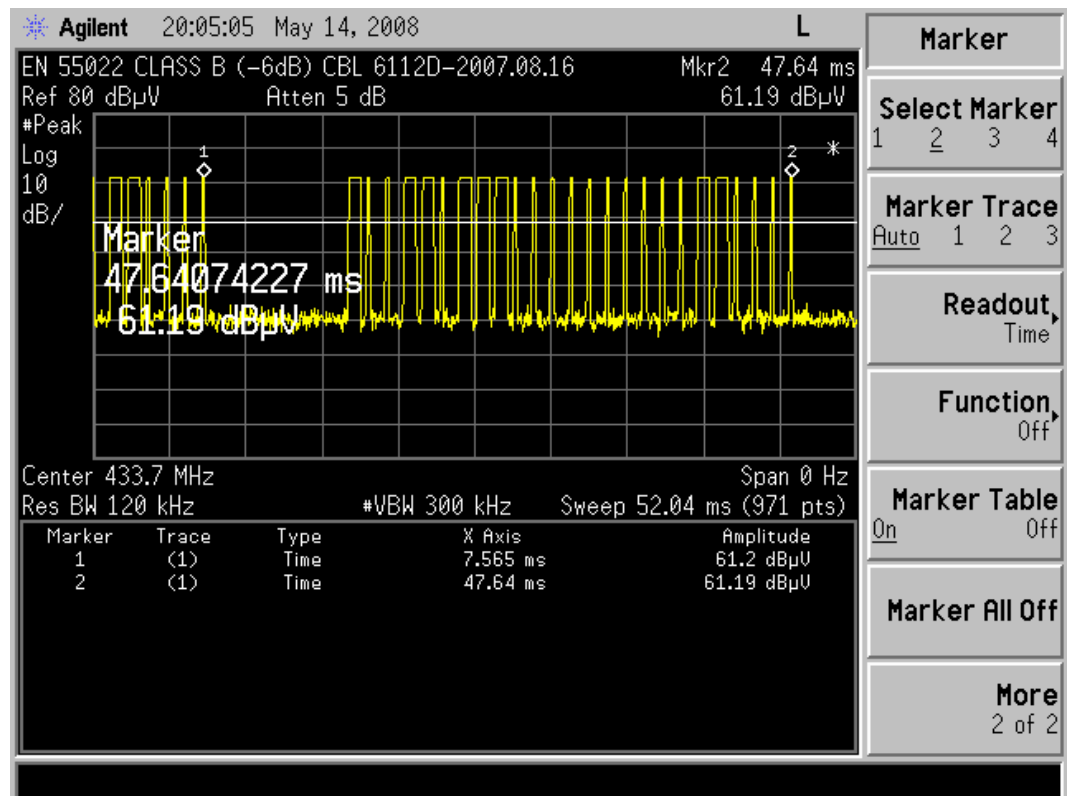 Agilent 20:05:05 May 14, 2008 L
EN 55022 CLASS B (-6dB) CBL 6112D-2007.08.16 Mkr2 47.64 ms
Ref 80 dBµV Atten 5 dB 61.19 dBµV
#Peak
Log
10
dB/
1
2
*
Marker
47.64074227 ms
61.19 dBµV
Center 433.7 MHz Span 0 Hz
Res BW 120 kHz #VBW 300 kHz Sweep 52.04 ms (971 pts)
Marker Trace Type X Axis Amplitude
1 (1) Time 7.565 ms 61.2 dBµV
2 (1) Time 47.64 ms 61.19 dBµV
Marker
Select Marker
1 2 3 4
Marker Trace
Auto 1 2 3
Readout
Time
Function
Off
Marker Table
On Off
Marker All Off
More
2 of 2